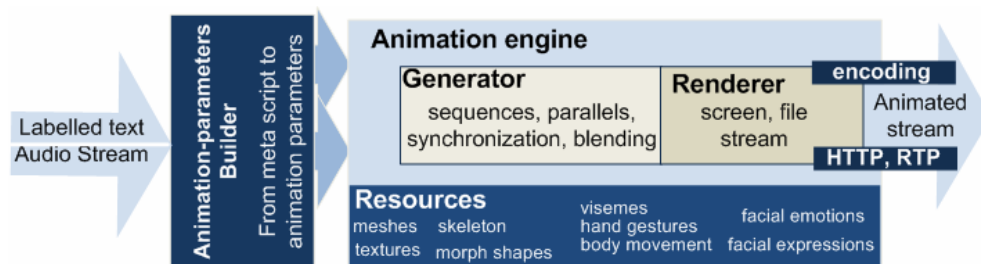 Labelled text
Audio Stream
Animation-parameters
Builder
From meta script to
animation parameters
Animation engine
Generator
sequences, parallels,
synchronization, blending
Renderer
screen, file
stream
encoding
Animated
stream
HTTP, RTP
Resources
meshes
skeleton
textures
morph shapes
visemes
hand gestures
body movement
facial emotions
facial expressions